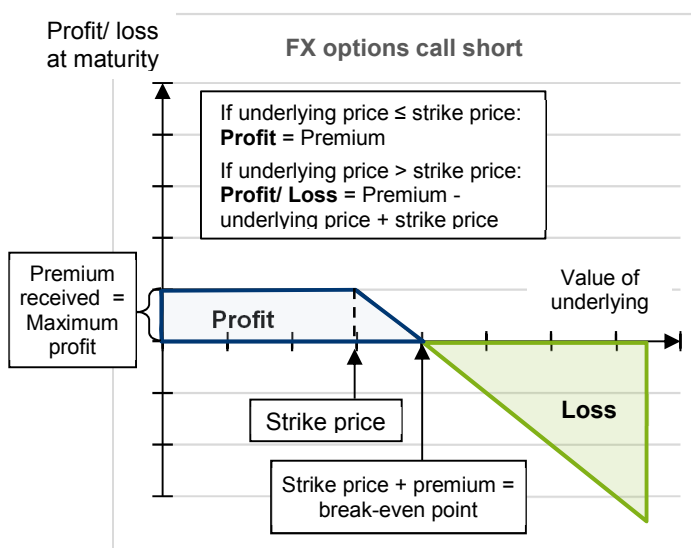 Profit/ loss
at maturity
FX options call short
If underlying price ≤ strike price:
Profit = Premium
If underlying price > strike price:
Profit/ Loss = Premium -
underlying price + strike price
Premium
received =
Maximum
profit
Profit
Value of
underlying
Strike price
Loss
Strike price + premium =
break-even point